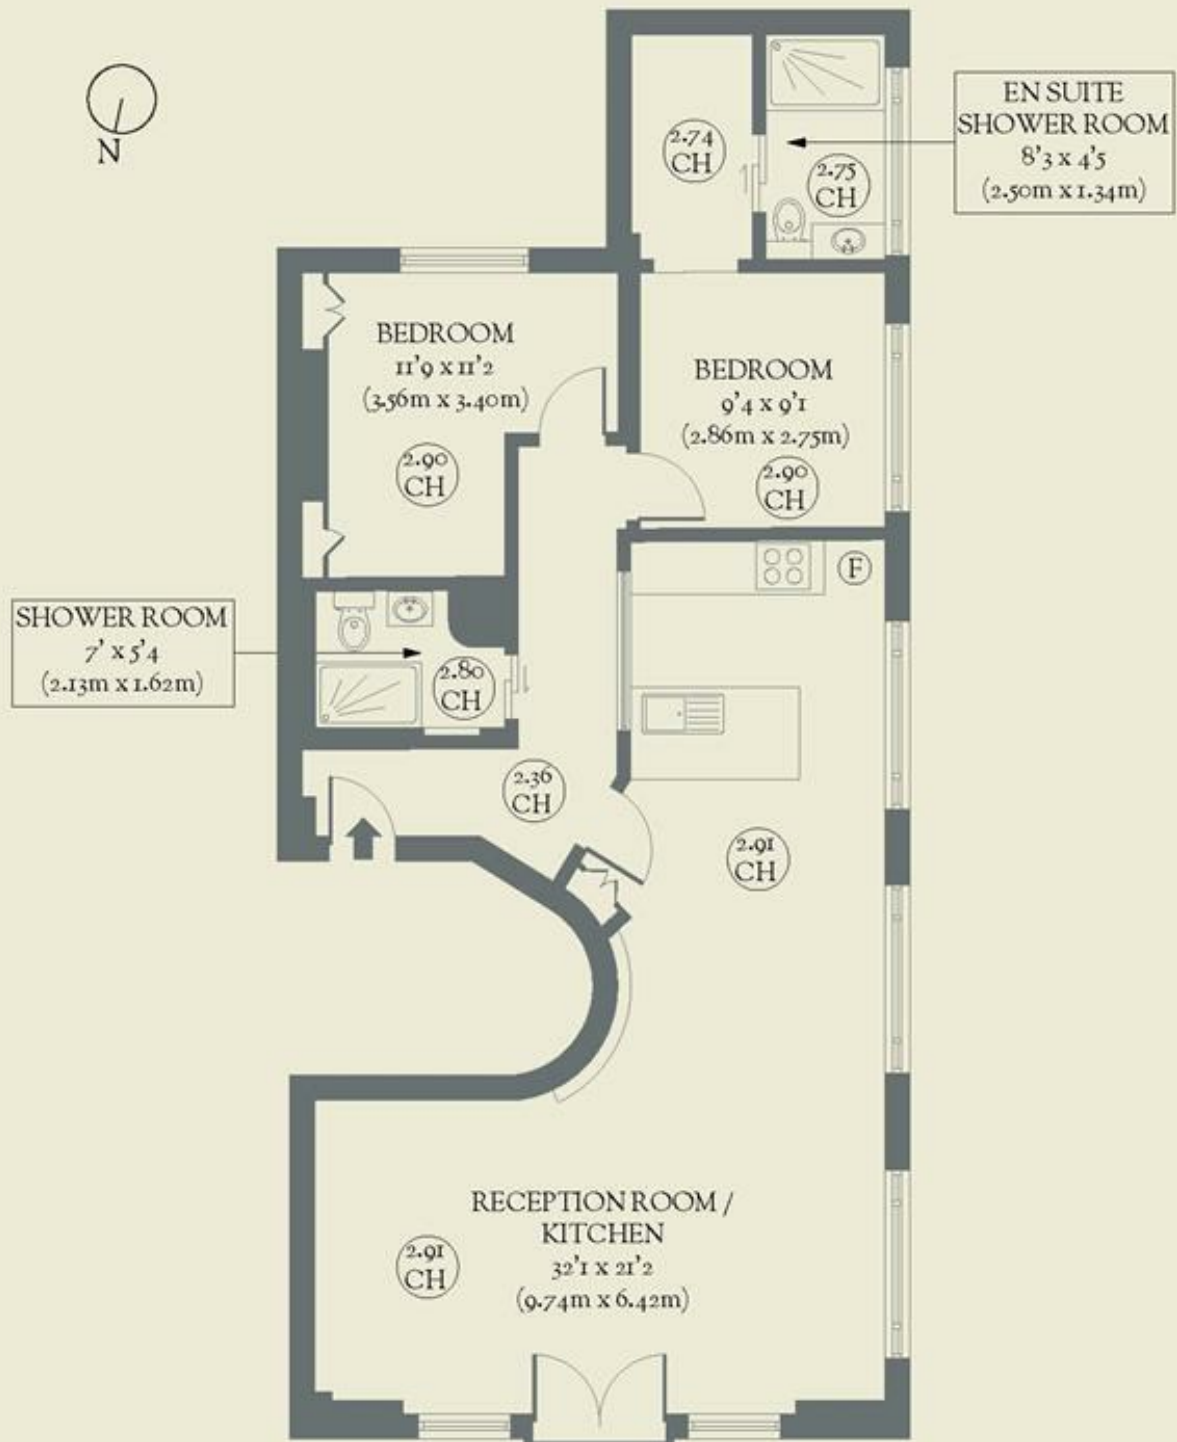 N
2.74
CH
EN SUITE
SHOWER ROOM
8'3 x 4'5
(2.50m x 1.34m)
2.75
CH
BEDROOM
11'9 x 11'2
(3.56m x 3.40m)
2.90
CH
BEDROOM
9'4 x 9'1
(2.86m x 2.75m)
2.90
CH
F
SHOWER ROOM
7' x 5'4
(2.13m x 1.62m)
2.80
CH
2.36
CH
2.91
CH
RECEPTION ROOM /
KITCHEN
32'1 x 21'2
(9.74m x 6.42m)
2.91
CH